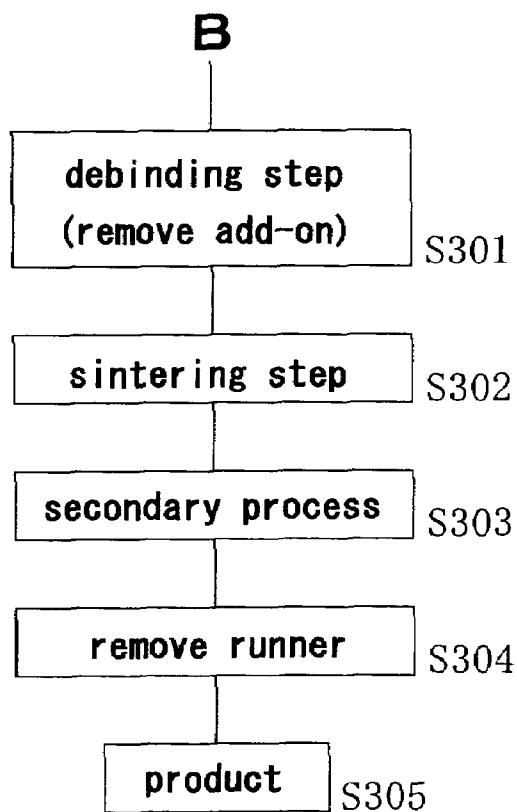 B
debinding step
(remove add-on)
S301
sintering step
S302
secondary process
S303
remove runner
S304
product
S305